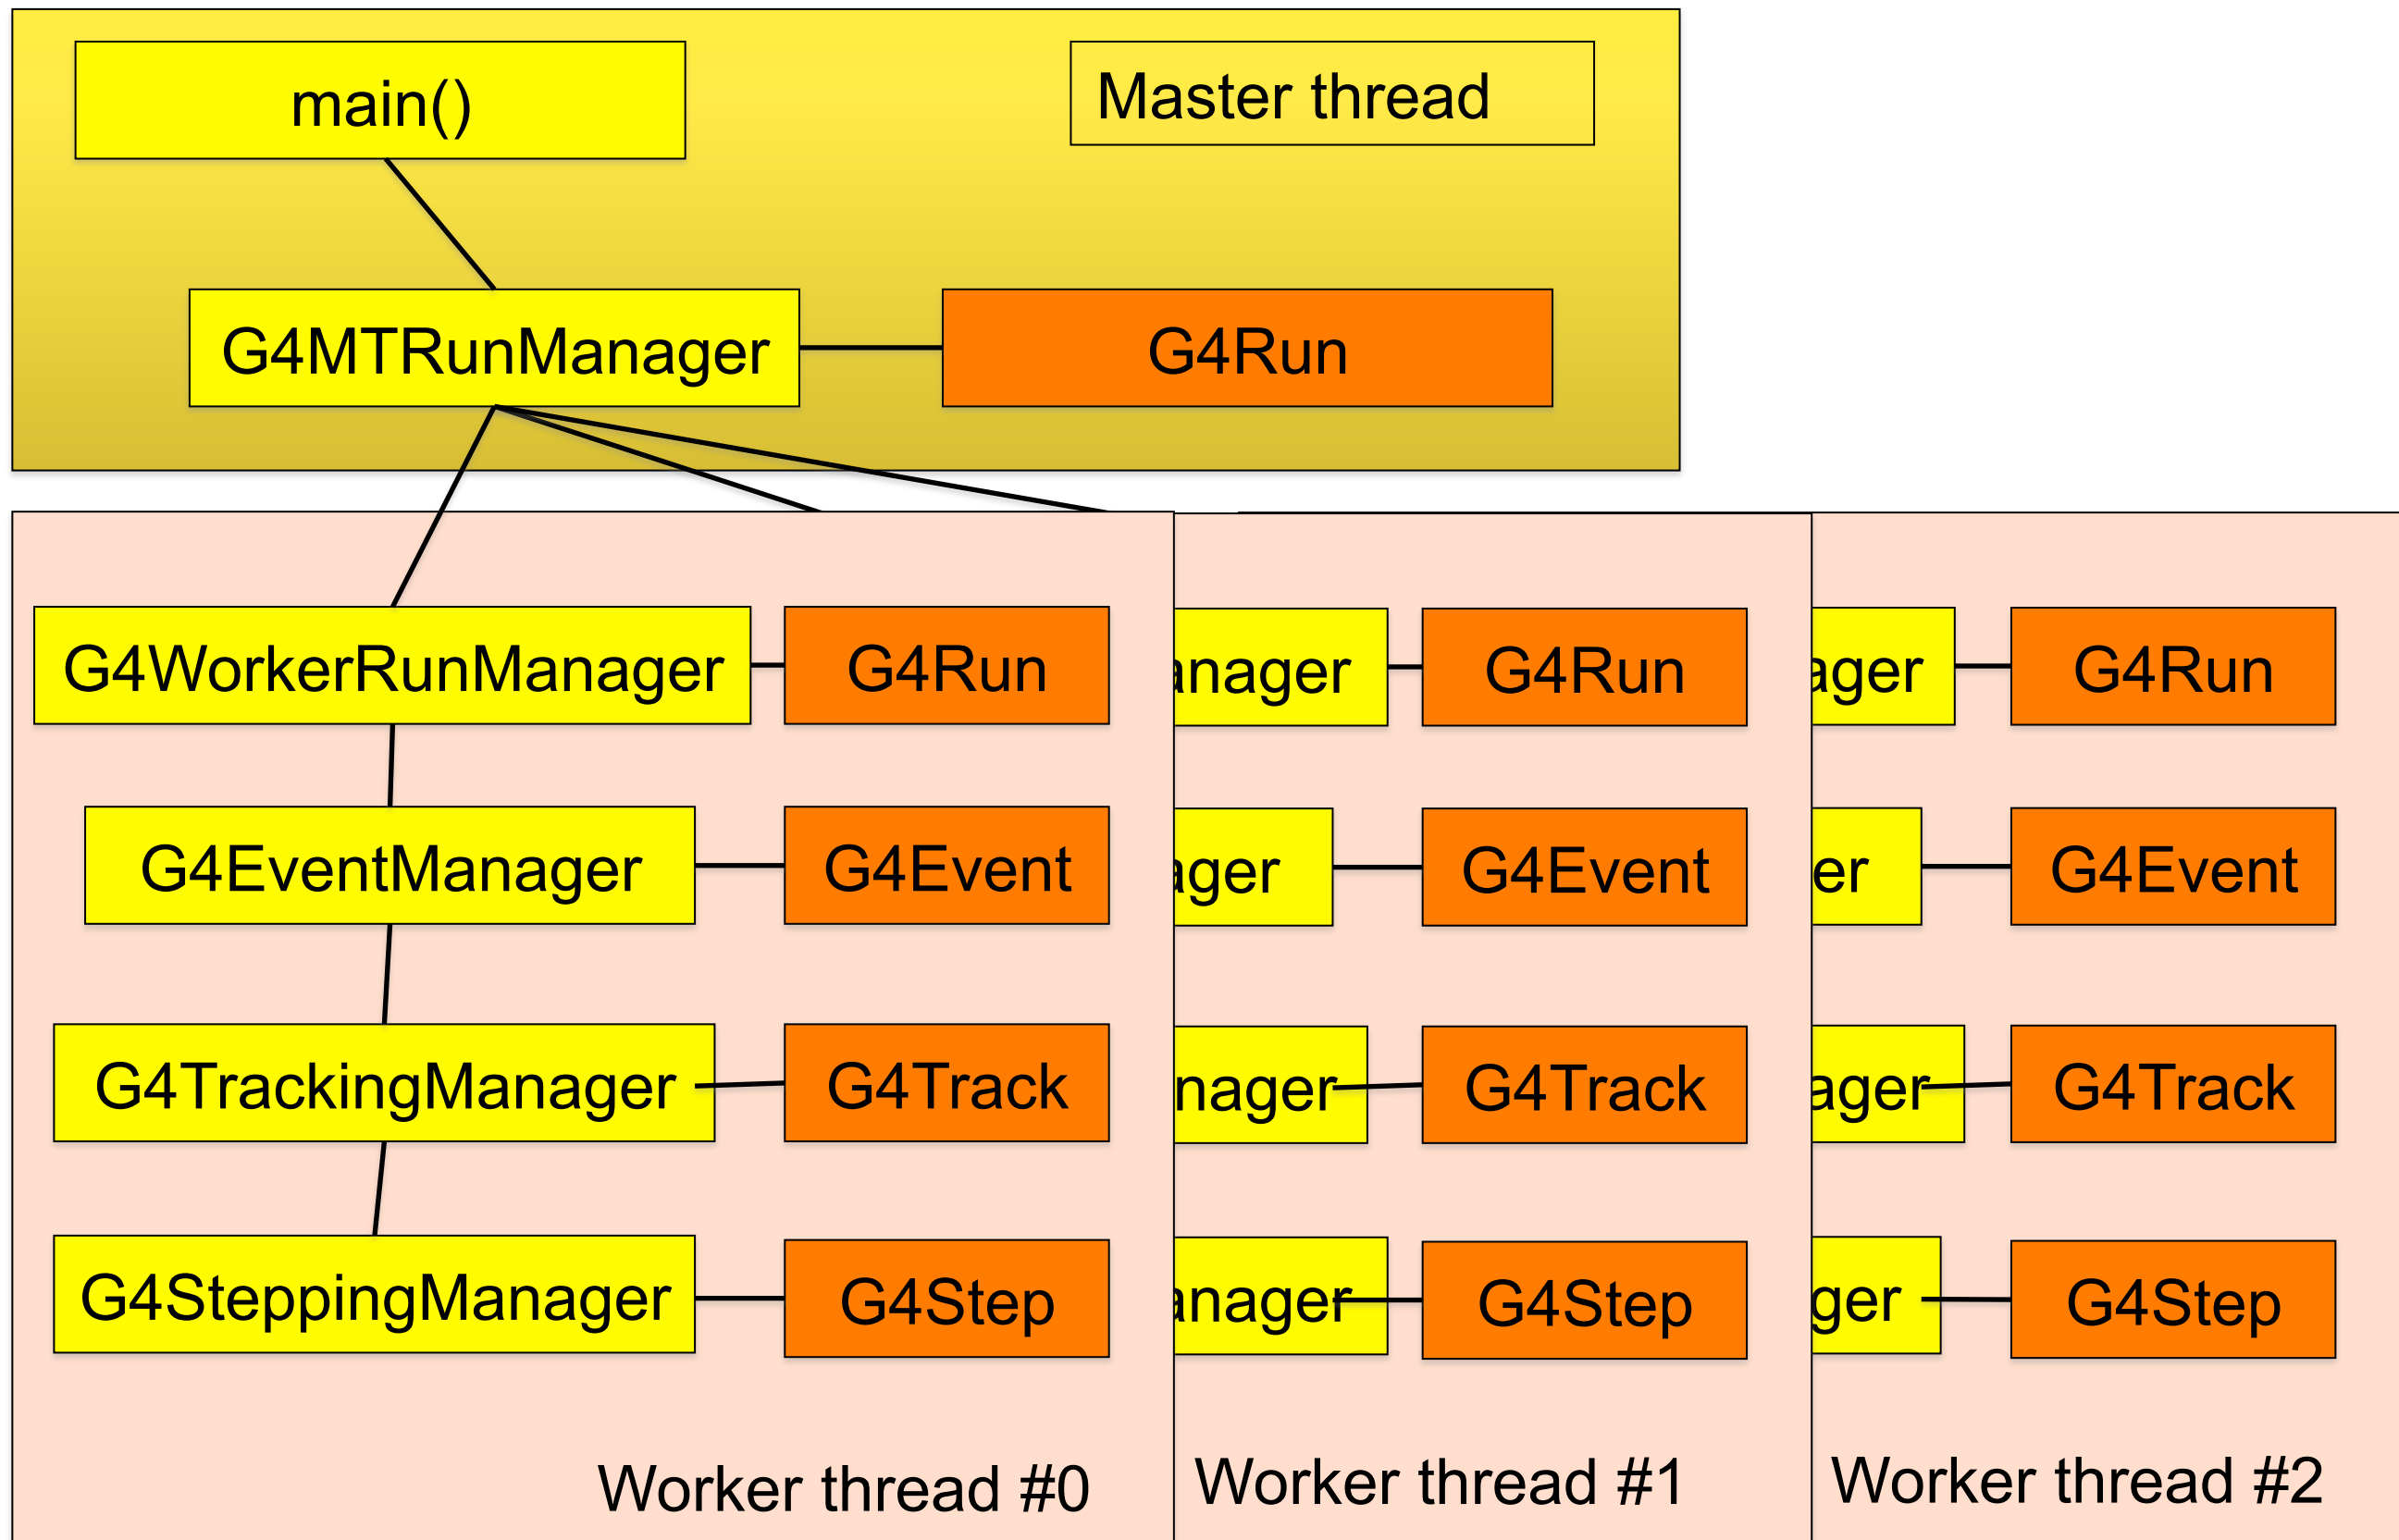 main()
Master thread
G4MTRunManager
G4Run
G4WorkerRunManager
G4Run
anager
G4Run
ager
G4Run
G4EventManager
G4Event
ager
G4Event
er
G4Event
G4TrackingManager
G4Track
nager
G4Track
ager
G4Track
G4SteppingManager
G4Step
anager
G4Step
ger
G4Step
Worker thread #0
Worker thread #1
Worker thread #2